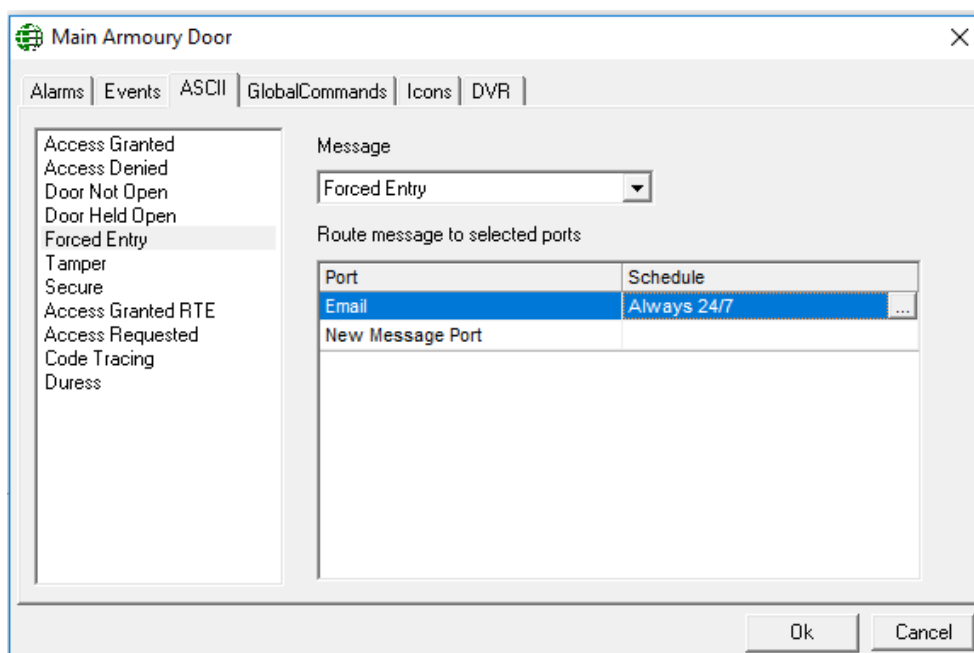 Main Armoury Door
Alarms Events ASCII GlobalCommands Icons DVR
Access Granted
Access Denied
Door Not Open
Door Held Open
Forced Entry
Tamper
Secure
Access Granted RTE
Access Requested
Code Tracing
Duress
Message
Forced Entry
Route message to selected ports
Port Schedule
Email Always 24/7 ...
New Message Port
Ok Cancel